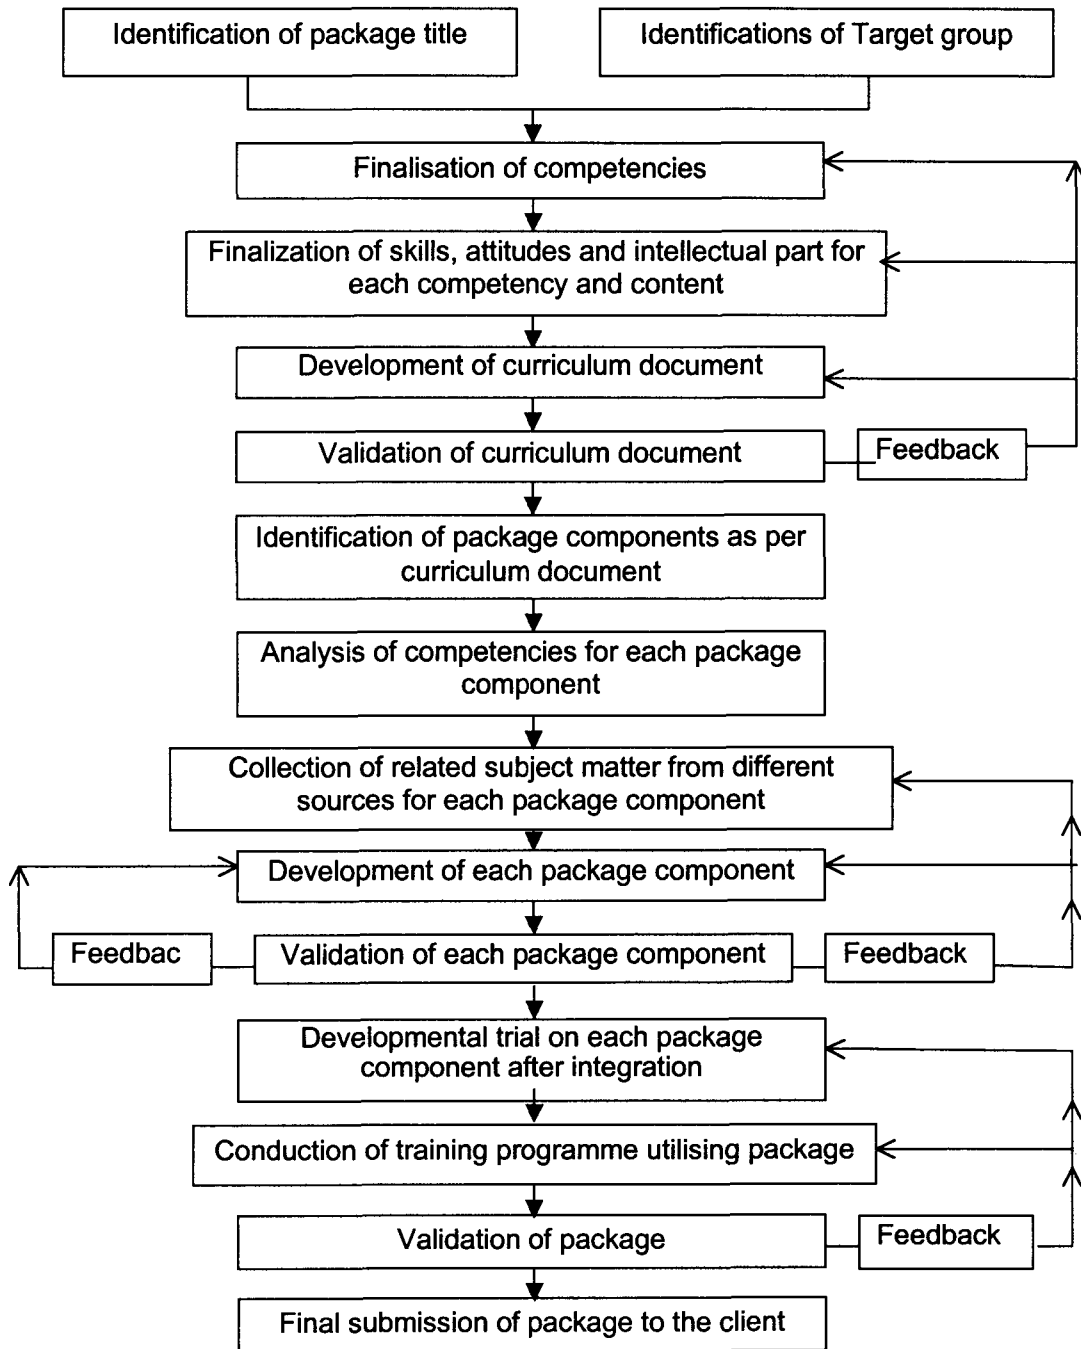 Identification of package title
Identifications of Target group
Finalisation of competencies
Finalization of skills, attitudes and intellectual part for
each competency and content
Development of curriculum document
Validation of curriculum document
Feedback
Identification of package components as per
curriculum document
Analysis of competencies for each package
component
Collection of related subject matter from different
sources for each package component
Development of each package component
Feedbac
Validation of each package component
Feedback
Developmental trial on each package
component after integration
Conduction of training programme utilising package
Validation of package
Feedback
Final submission of package to the client